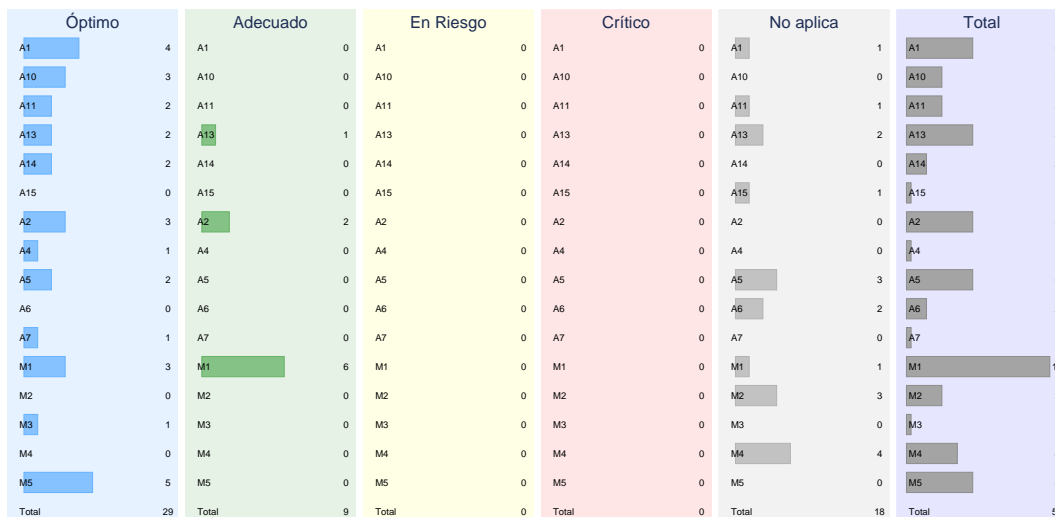 Óptimo Adecuado En Riesgo Crítico No aplica Total
A1 4 A1 0 A1 0 A1 0 A1 1 A1
A10 3 A10 0 A10 0 A10 0 A10 0 A10
A11 2 A11 0 A11 0 A11 0 A11 1 A11
A13 2 A13 1 A13 0 A13 0 A13 2 A13
A14 2 A14 0 A14 0 A14 0 A14 0 A14
A15 0 A15 0 A15 0 A15 0 A15 1 A15
A2 3 A2 2 A2 0 A2 0 A2 0 A2
A4 1 A4 0 A4 0 A4 0 A4 0 A4
A5 2 A5 0 A5 0 A5 0 A5 3 A5
A6 0 A6 0 A6 0 A6 0 A6 2 A6
A7 1 A7 0 A7 0 A7 0 A7 0 A7
M1 3 M1 6 M1 0 M1 0 M1 1 M1 1
M2 0 M2 0 M2 0 M2 0 M2 3 M2
M3 1 M3 0 M3 0 M3 0 M3 0 M3
M4 0 M4 0 M4 0 M4 0 M4 4 M4
M5 5 M5 0 M5 0 M5 0 M5 0 M5
Total 29 Total 9 Total 0 Total 0 Total 18 Total 5